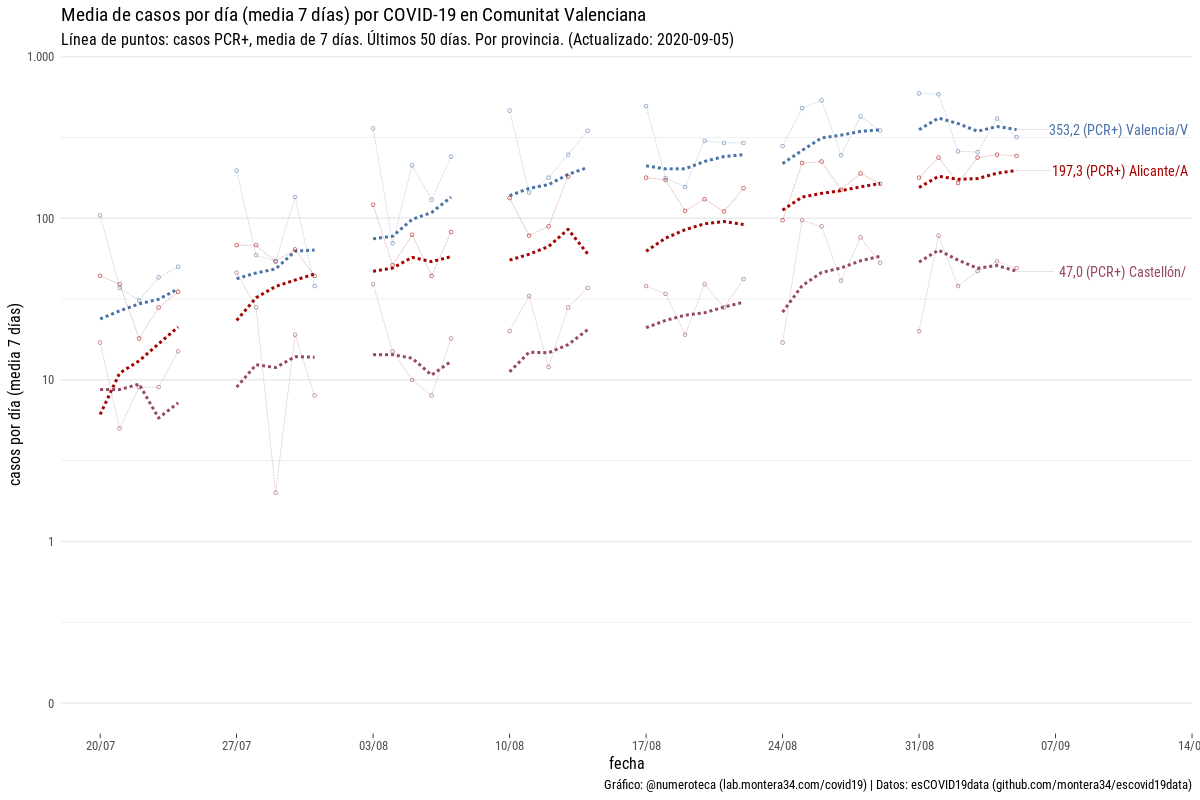 Media de casos por día (media 7 días) por COVID-19 en Comunitat Valenciana
Línea de puntos: casos PCR+, media de 7 días. Últimos 50 días. Por provincia. (Actualizado: 2020-09-05)
1.000
353,2 (PCR+) Valencia/V
197,3 (PCR+) Alicante/A
100
47,0 (PCR+) Castellón/
casos por día (media 7 días)
10
1
0
20/07 27/07 03/08 10/08 17/08 24/08 31/08 07/09 14/0
fecha
Gráfico: @numeroteca (lab.montera34.com/covid19) | Datos: esCOVID19data (github.com/montera34/escovid19data)